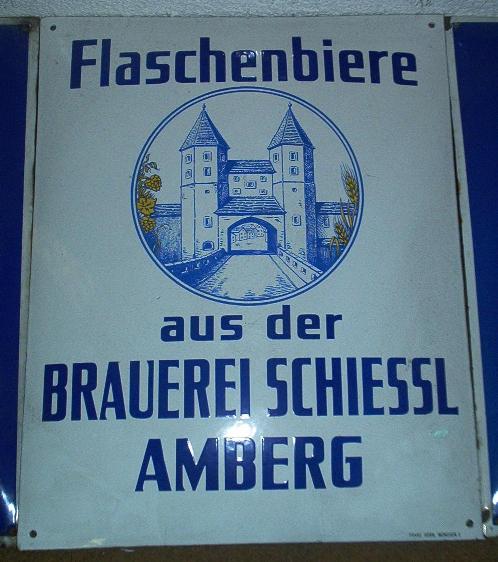 Flaschenbiere
aus der
BRAUEREI SCHIESSL
AMBERG